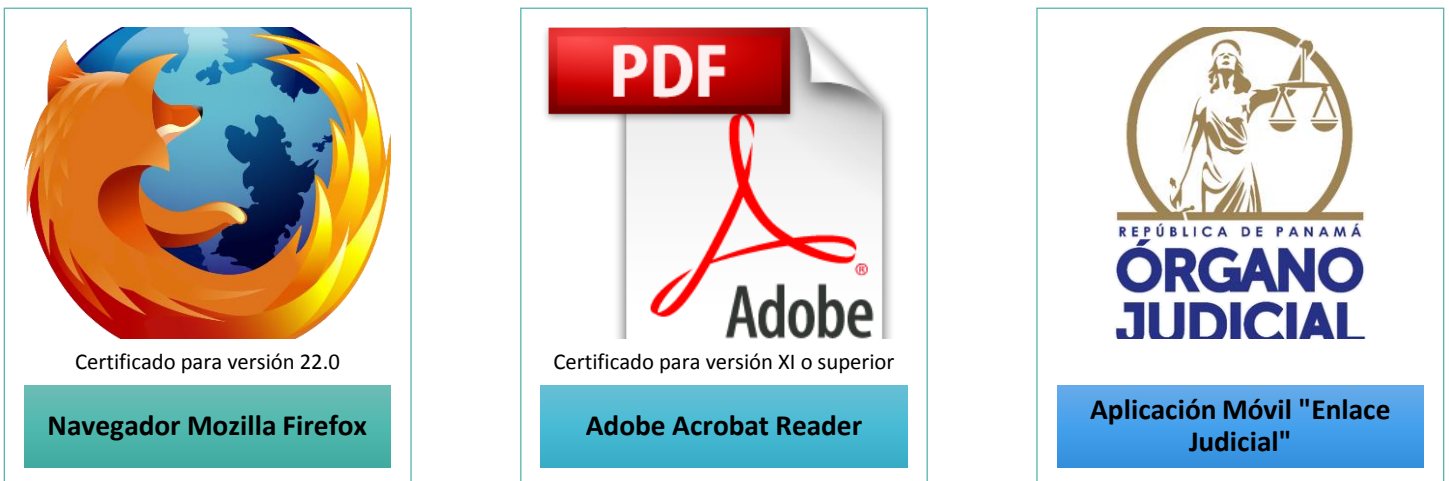 Certificado para versión 22.0
Navegador Mozilla Firefox
PDF
Adobe
®
Certificado para versión XI o superior
Adobe Acrobat Reader
REPÚBLICA DE PANAMÁ
ÓRGANO
JUDICIAL
Aplicación Móvil "Enlace
Judicial"